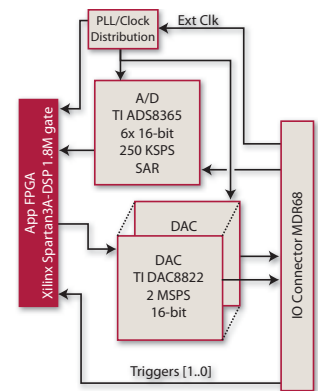 PLL/Clock
Distribution
Ext Clk
A/D
TI ADS8365
6x 16-bit
250 KSPS
SAR
App FPGA
Xilinx Spartan3A-DSP 1.8M gate
DAC
DAC
TI DAC8822
2 MSPS
16-bit
IO Connector MDR68
Triggers [1..0]